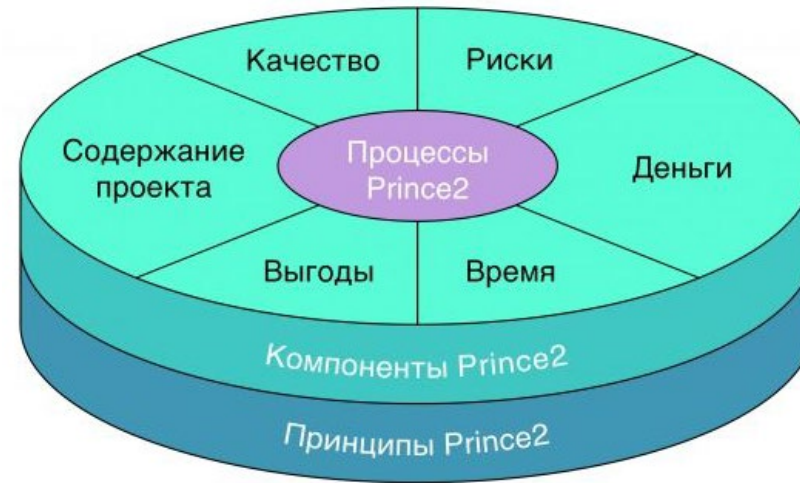 Качество
Риски
Содержание
проекта
Процессы
Prince2
Деньги
Выгоды
Время
Компоненты Prince2
Принципы Prince2